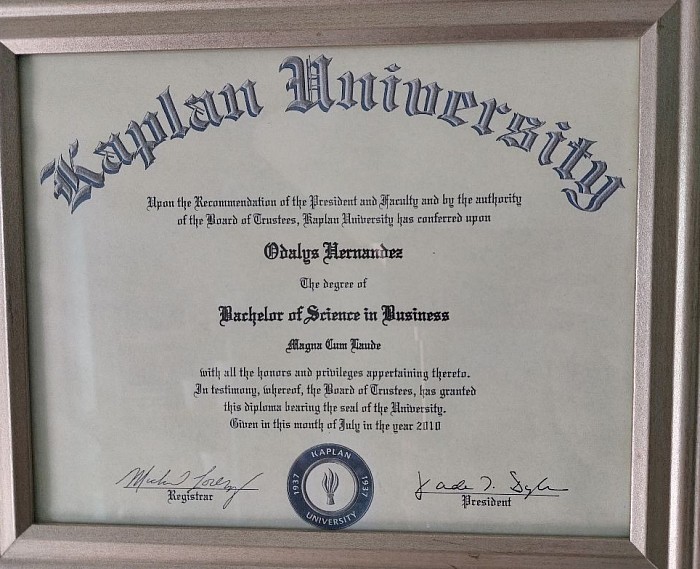 Kaplan University
Upon the Recommendation of the President and Faculty and by the authority
of the Board of Trustees, Kaplan University has conferred upon
Odalys Hernandez
The degree of
Bachelor of Science in Business
Magna Cum Laude
with all the honors and privileges appertaining thereto.
In testimony, whereof, the Board of Trustees, has granted
this diploma bearing the seal of the University.
Given in this month of July in the year 2010
Registrar
KAPLAN
1937 1937
UNIVERSITY
President